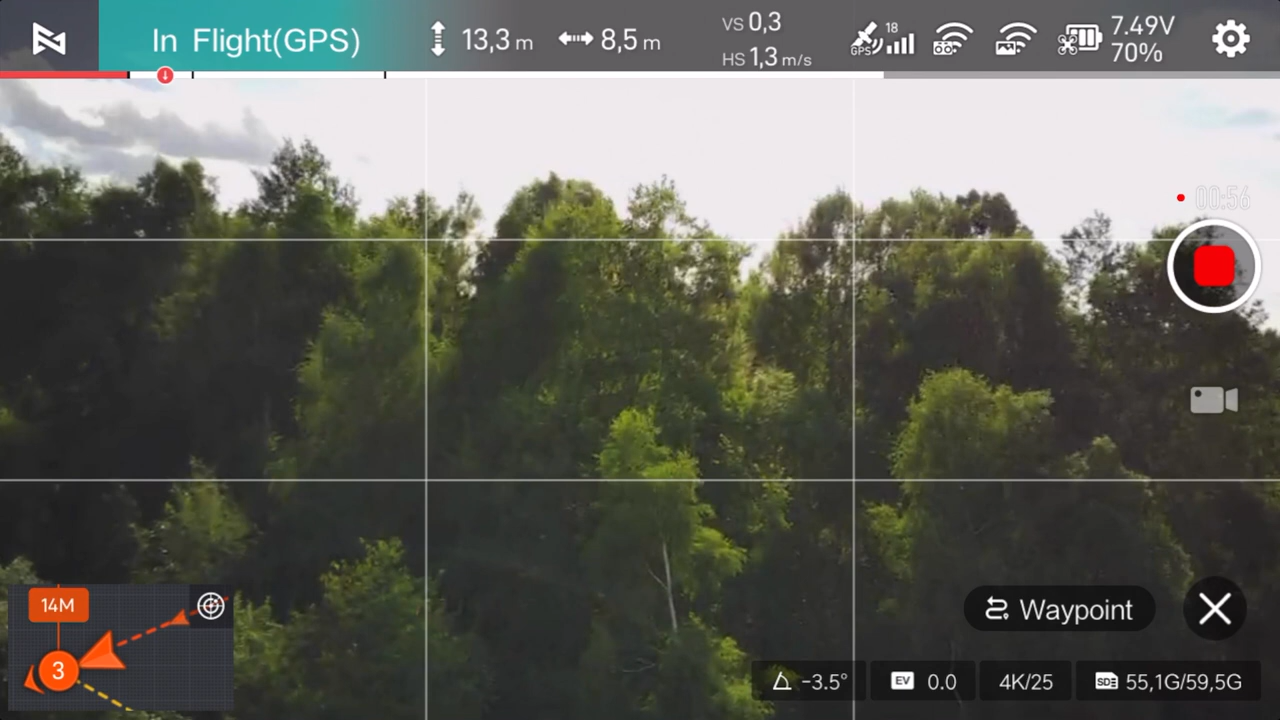 In Flight(GPS)
13,3 m
8,5 m
VS 0,3
HS 1,3 m/s
GPS
18
7.49V
70%
00:56
14M
3
Waypoint
−3.5°
EV 0.0
4K/25
SD 55,1G/59,5G